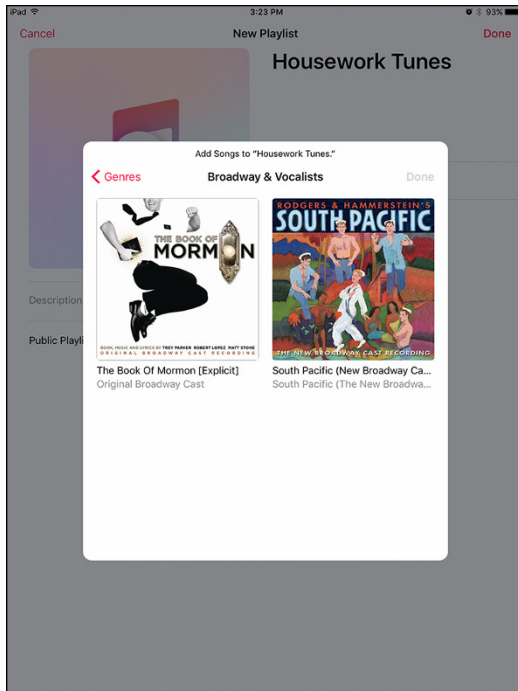 iPad
3:23 PM
93%
Cancel
New Playlist
Done
Housework Tunes
Add Songs to "Housework Tunes."
Genres
Broadway & Vocalists
Done
THE BOOK OF
MORMON
BOOK, MUSIC AND LYRICS BY TREY PARKER ROBERT LOPEZ MATT STONE
ORIGINAL BROADWAY CAST RECORDING
RODGERS & HAMMERSTEIN'S
SOUTH PACIFIC
THE NEW BROADWAY CAST RECORDING
The Book Of Mormon [Explicit]
Original Broadway Cast
South Pacific (New Broadway Ca...
South Pacific (The New Broadwa...
Description
Public Playli